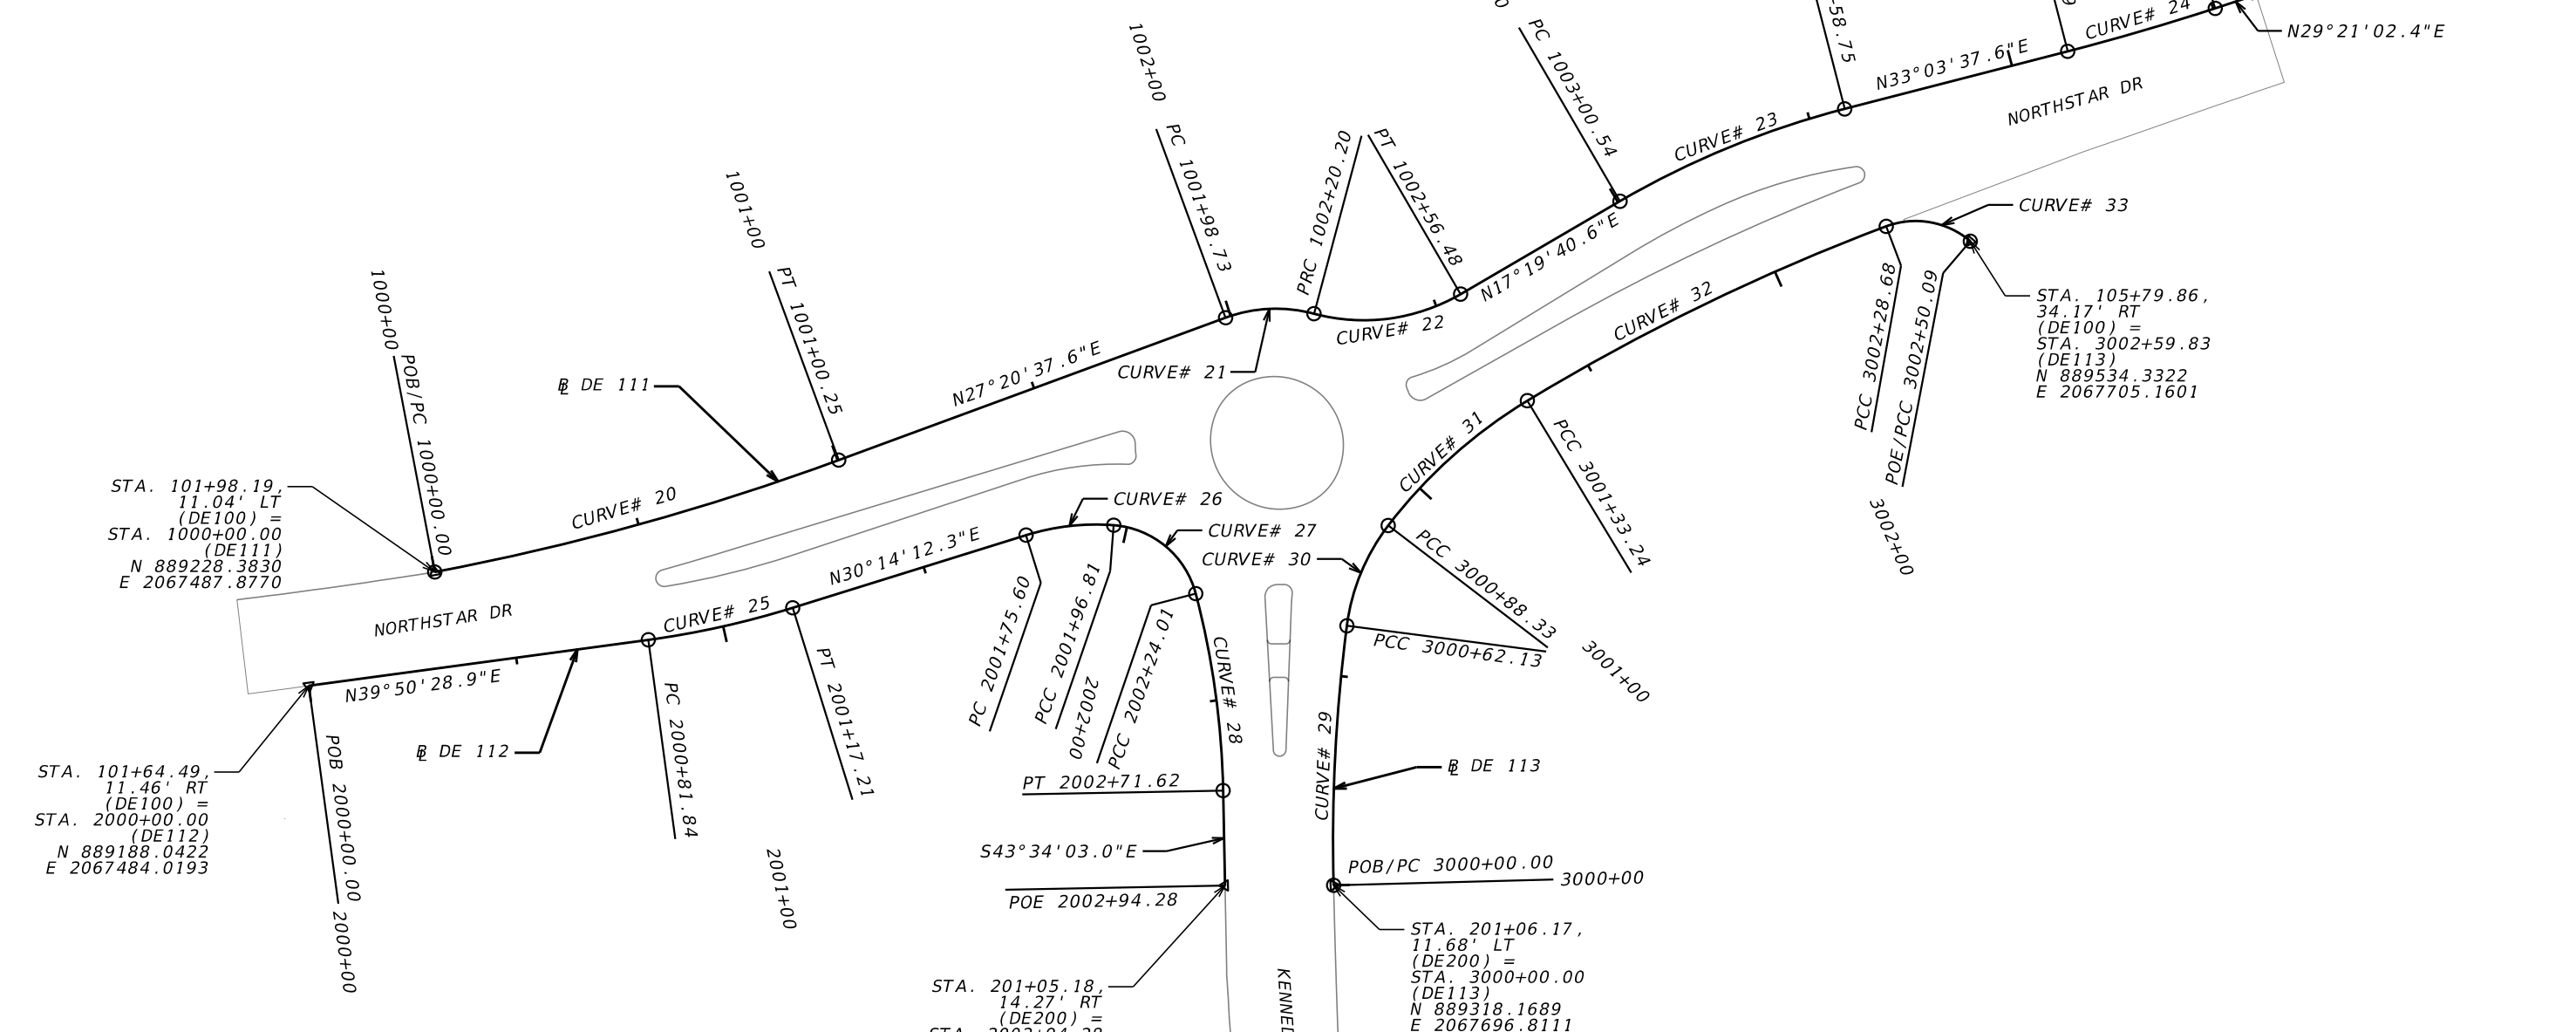 1002+00
PC 1001+98.73
1001+00
PT 1001+00.25
1000+00
POB/PC 1000+00.00
PRC 1002+20.20
PT 1002+56.48
PC 1003+00.54
58.75
CURVE# 24
N29°21'02.4"E
N33°03'37.6"E
NORTHSTAR DR
CURVE# 23
N17°19'40.6"E
CURVE# 22
CURVE# 21
N27°20'37.6"E
BL DE 111
CURVE# 20
STA. 101+98.19,
11.04' LT
(DE100) =
STA. 1000+00.00
(DE111)
N 889228.3830
E 2067487.8770
CURVE# 33
STA. 105+79.86,
34.17' RT
(DE100) =
STA. 3002+59.83
(DE113)
N 889534.3322
E 2067705.1601
CURVE# 32
PCC 3002+28.68
POE/PCC 3002+50.09
3002+00
CURVE# 31
PCC 3001+33.24
CURVE# 26
CURVE# 27
CURVE# 30
PCC 3000+88.33
PCC 3000+62.13
3001+00
NORTHSTAR DR
CURVE# 25
N30°14'12.3"E
N39°50'28.9"E
BL DE 112
STA. 101+64.49,
11.46' RT
(DE100) =
STA. 2000+00.00
(DE112)
N 889188.0422
E 2067484.0193
POB 2000+00.00
2000+00
PC 2000+81.84
PT 2001+17.21
2001+00
PC 2001+75.60
PCC 2001+96.81
2002+00
PCC 2002+24.01
CURVE# 28
CURVE# 29
BL DE 113
PT 2002+71.62
S43°34'03.0"E
POE 2002+94.28
POB/PC 3000+00.00
3000+00
STA. 201+06.17,
11.68' LT
(DE200) =
STA. 3000+00.00
(DE113)
N 889318.1689
E 2067696.8111
STA. 201+05.18,
14.27' RT
(DE200) =
STA. 2002+94.28
KENNED